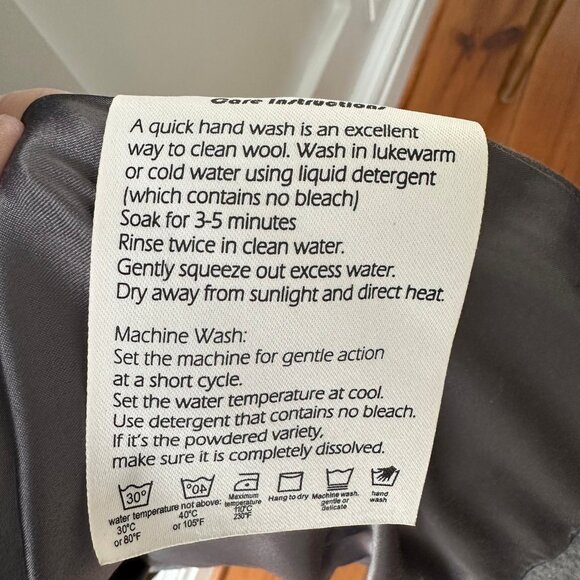 Care Instructions
A quick hand wash is an excellent
way to clean wool. Wash in lukewarm
or cold water using liquid detergent
(which contains no bleach)
Soak for 3-5 minutes
Rinse twice in clean water.
Gently squeeze out excess water.
Dry away from sunlight and direct heat.
Machine Wash:
Set the machine for gentle action
at a short cycle.
Set the water temperature at cool.
Use detergent that contains no bleach.
If it's the powdered variety,
make sure it is completely dissolved.
30°
40°
water temperature not above:
30°C
or 80°F
40°C
or 105°F
Maximum
temperature
110°C
230°F
Hang to dry
Machine wash,
gentle or
delicate
hand
wash